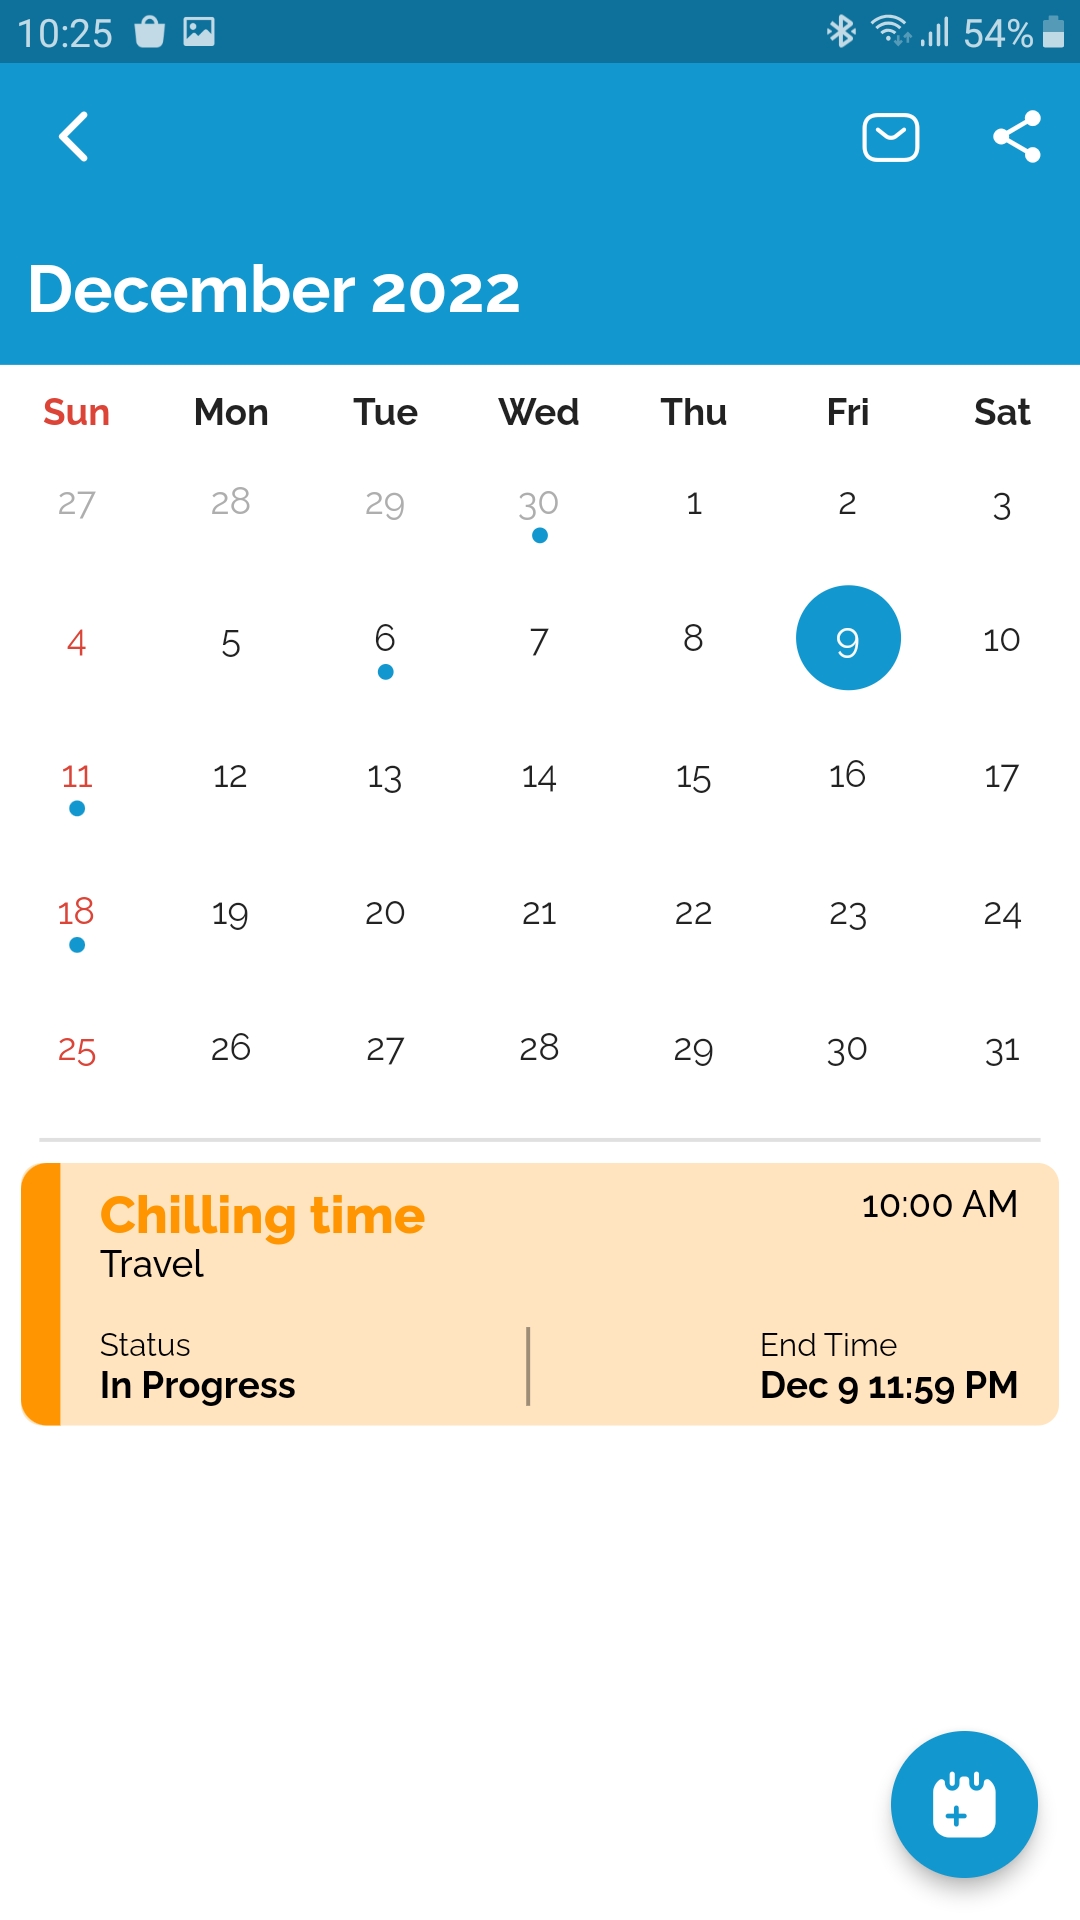 10:25 54%
December 2022
Sun Mon Tue Wed Thu Fri Sat
27 28 29 30 1 2 3
4 5 6 7 8 9 10
11 12 13 14 15 16 17
18 19 20 21 22 23 24
25 26 27 28 29 30 31
Chilling time 10:00 AM
Travel
Status End Time
In Progress Dec 9 11:59 PM